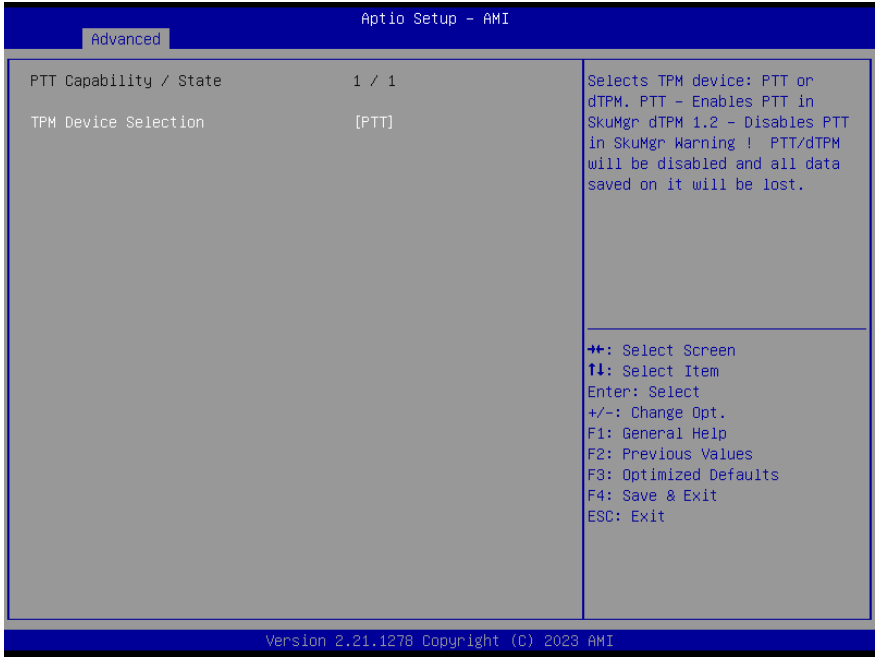 Aptio Setup – AMI
Advanced
PTT Capability / State 1 / 1
TPM Device Selection [PTT]
Selects TPM device: PTT or
dTPM. PTT – Enables PTT in
SkuMgr dTPM 1.2 – Disables PTT
in SkuMgr Warning ! PTT/dTPM
will be disabled and all data
saved on it will be lost.
→←: Select Screen
↑↓: Select Item
Enter: Select
+/-: Change Opt.
F1: General Help
F2: Previous Values
F3: Optimized Defaults
F4: Save & Exit
ESC: Exit
Version 2.21.1278 Copyright (C) 2023 AMI